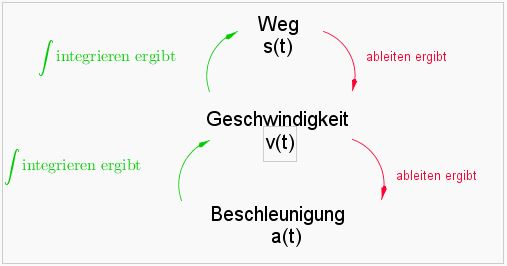 Weg
s(t)
∫ integrieren ergibt
ableiten ergibt
Geschwindigkeit
v(t)
∫ integrieren ergibt
ableiten ergibt
Beschleunigung
a(t)